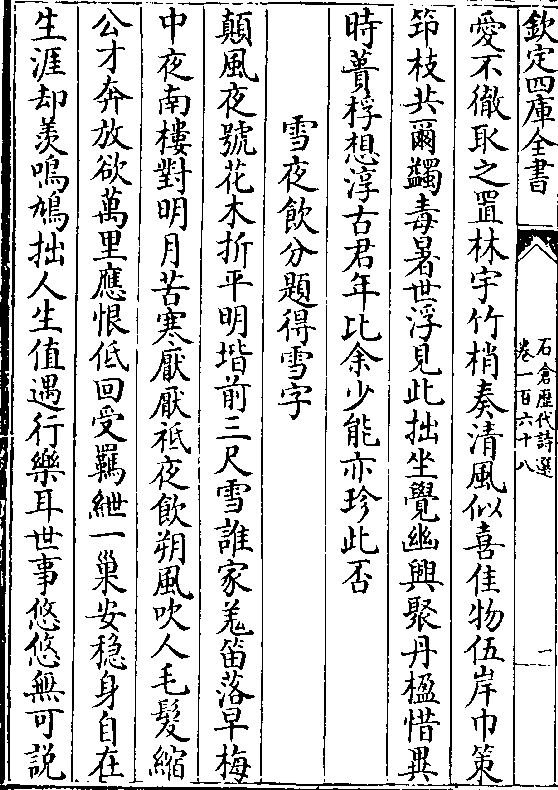 欽定四庫全書
石倉歴代詩選
卷一百六十八
一
愛不徹取之置林宇竹梢奏清風似喜佳物伍岸巾策
笻枝共爾蠲毒暑世浮見此拙坐覺幽興聚丹楹惜異
時蕢桴想淳古君年比余少能亦珍此否
雪夜飲分題得雪字
顛風夜號花木折平明堦前三尺雪誰家羗笛落早梅
中夜南樓對明月苦寒厭厭祗夜飲朔風吹人毛髮縮
公才奔放欲萬里應恨低回受羈紲一巢安穏身自在
生涯却羡鳴鳩拙人生值遇行樂耳世事悠悠無可説